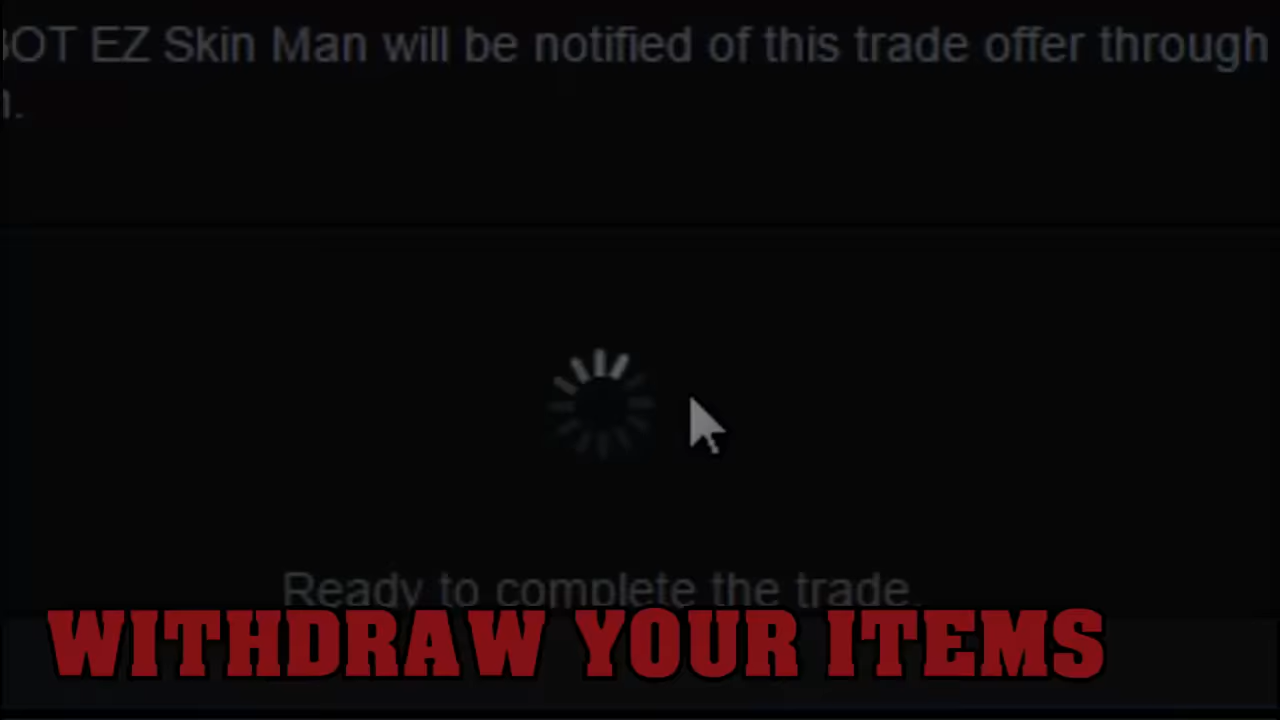 BOT EZ Skin Man will be notified of this trade offer through
n.
Ready to complete the trade.
WITHDRAW YOUR ITEMS